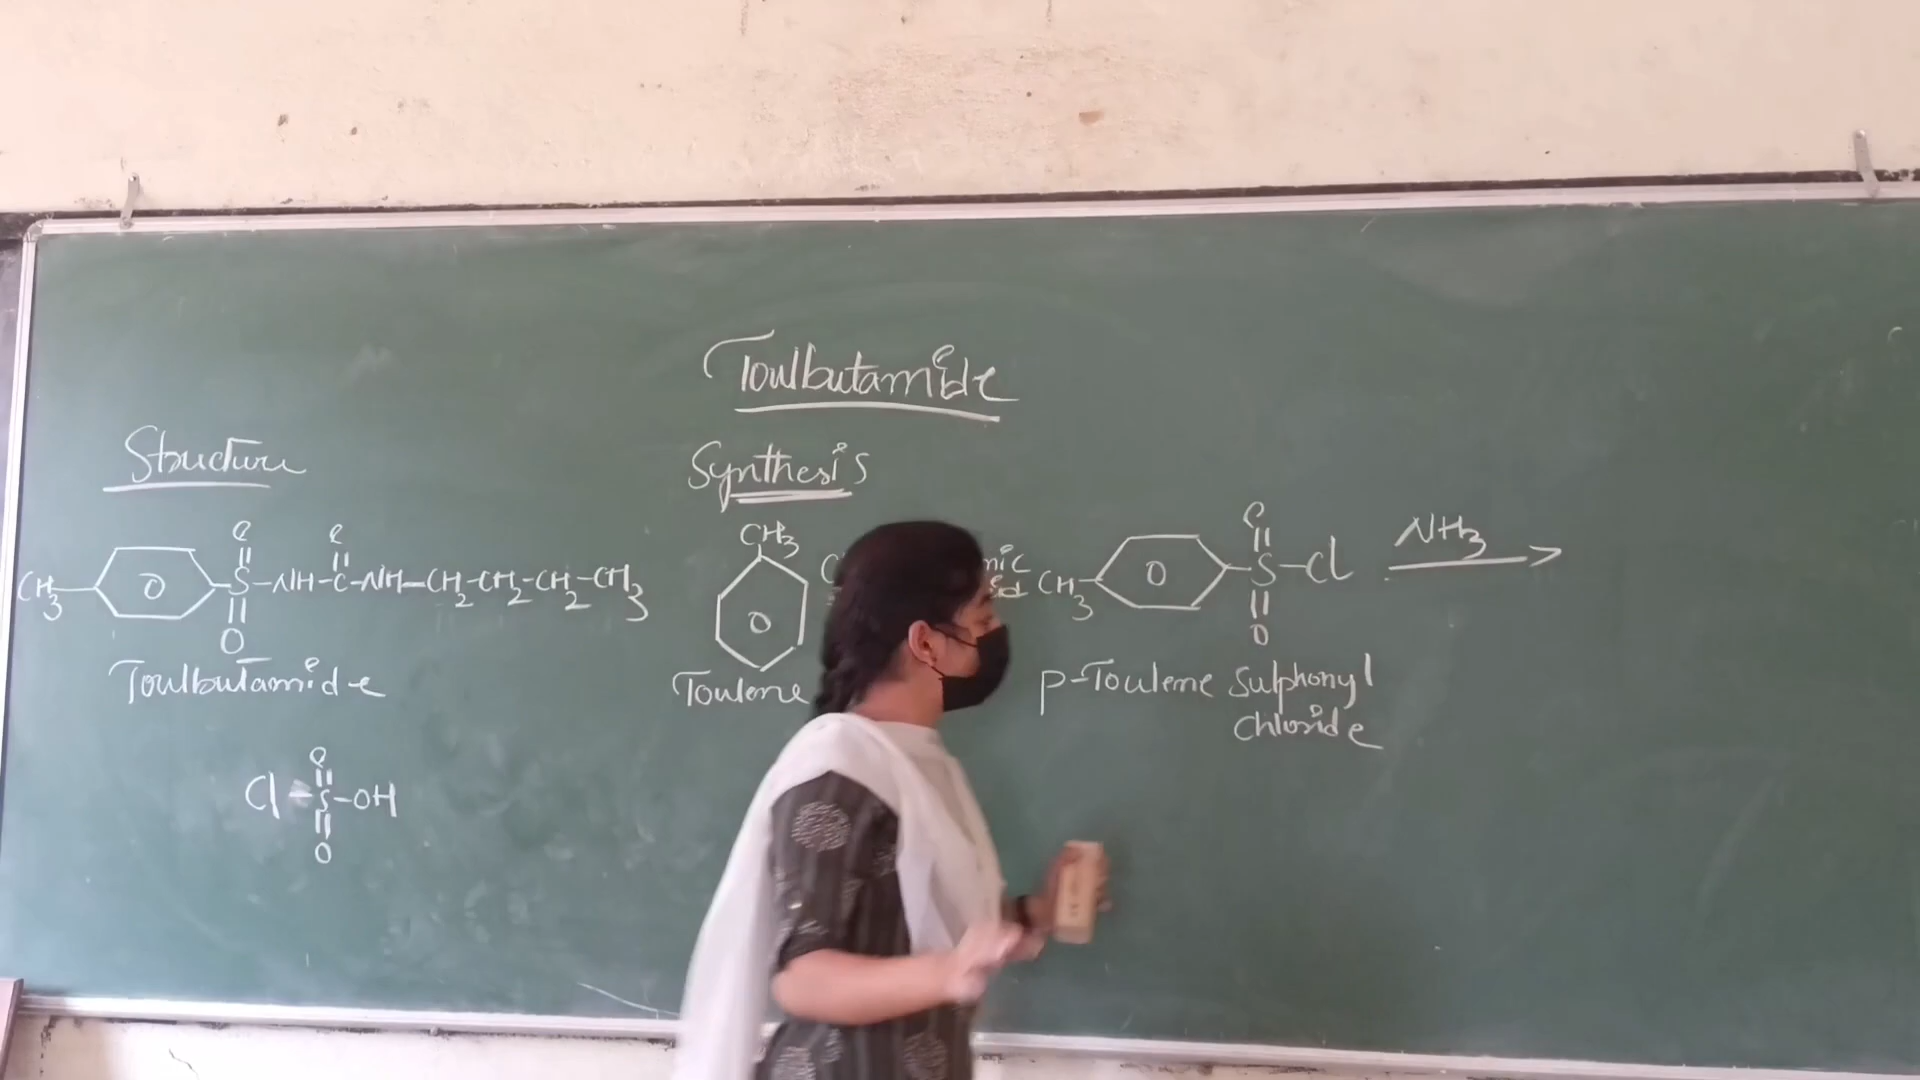 Toulbutamide
Structure
Synthesis
O O
CH3 S-NH-C-NH-CH2-CH2-CH2-CH3
O
Toulbutamide
CH3
O
Toulene
O
CH3 O S-Cl NH3
O
p-Toulene Sulphonyl
Chloride
O
Cl-S-OH
O